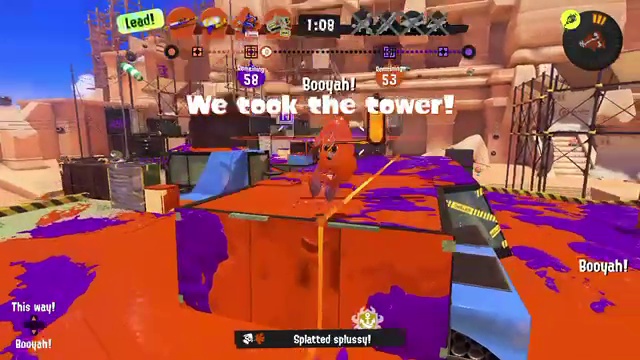 Lead!
1:08
Remaining
58
Remaining
53
Booyah!
We took the tower!
Booyah!
This way!
Booyah!
Splatted splussy!